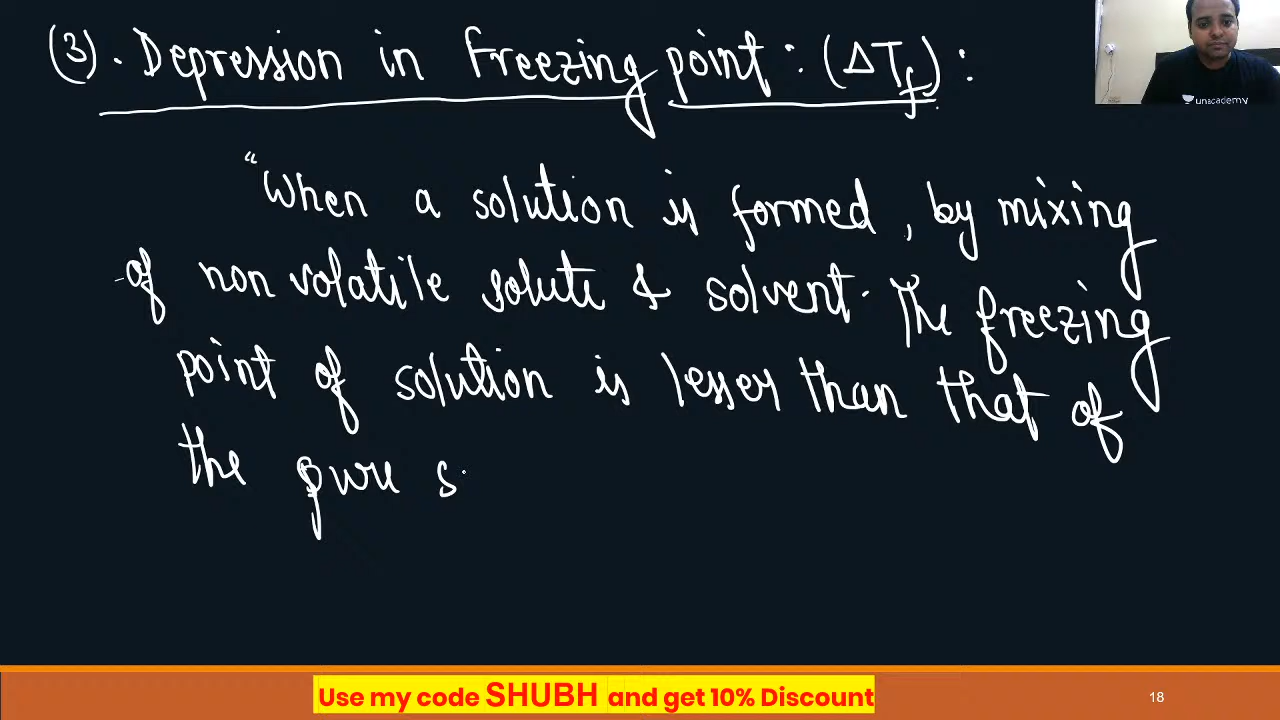 (3). Depression in freezing point: (ΔTf):
unacademy
"When a solution is formed, by mixing
of non volatile solute & solvent. The freezing
point of solution is lesser than that of
the pure s
Use my code SHUBH and get 10% Discount
18